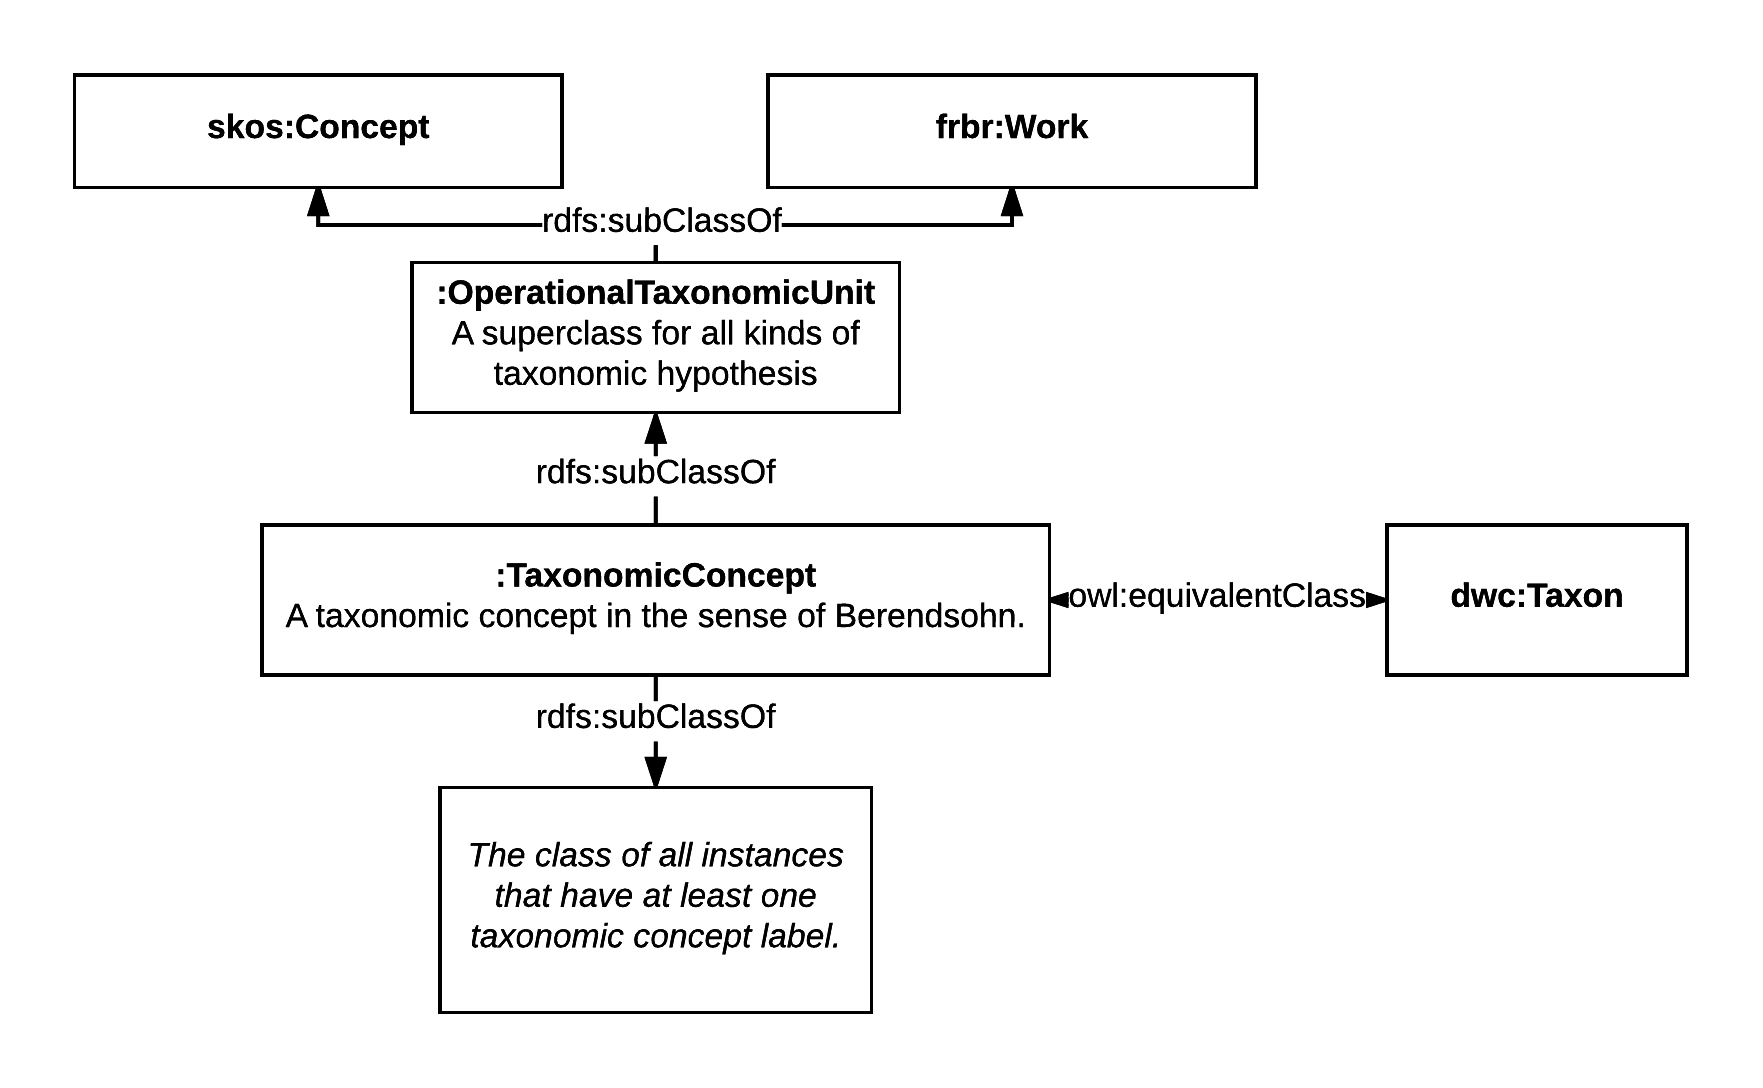 skos:Concept
frbr:Work
rdfs:subClassOf
:OperationalTaxonomicUnit
A superclass for all kinds of
taxonomic hypothesis
rdfs:subClassOf
:TaxonomicConcept
A taxonomic concept in the sense of Berendsohn.
owl:equivalentClass
dwc:Taxon
rdfs:subClassOf
The class of all instances
that have at least one
taxonomic concept label.